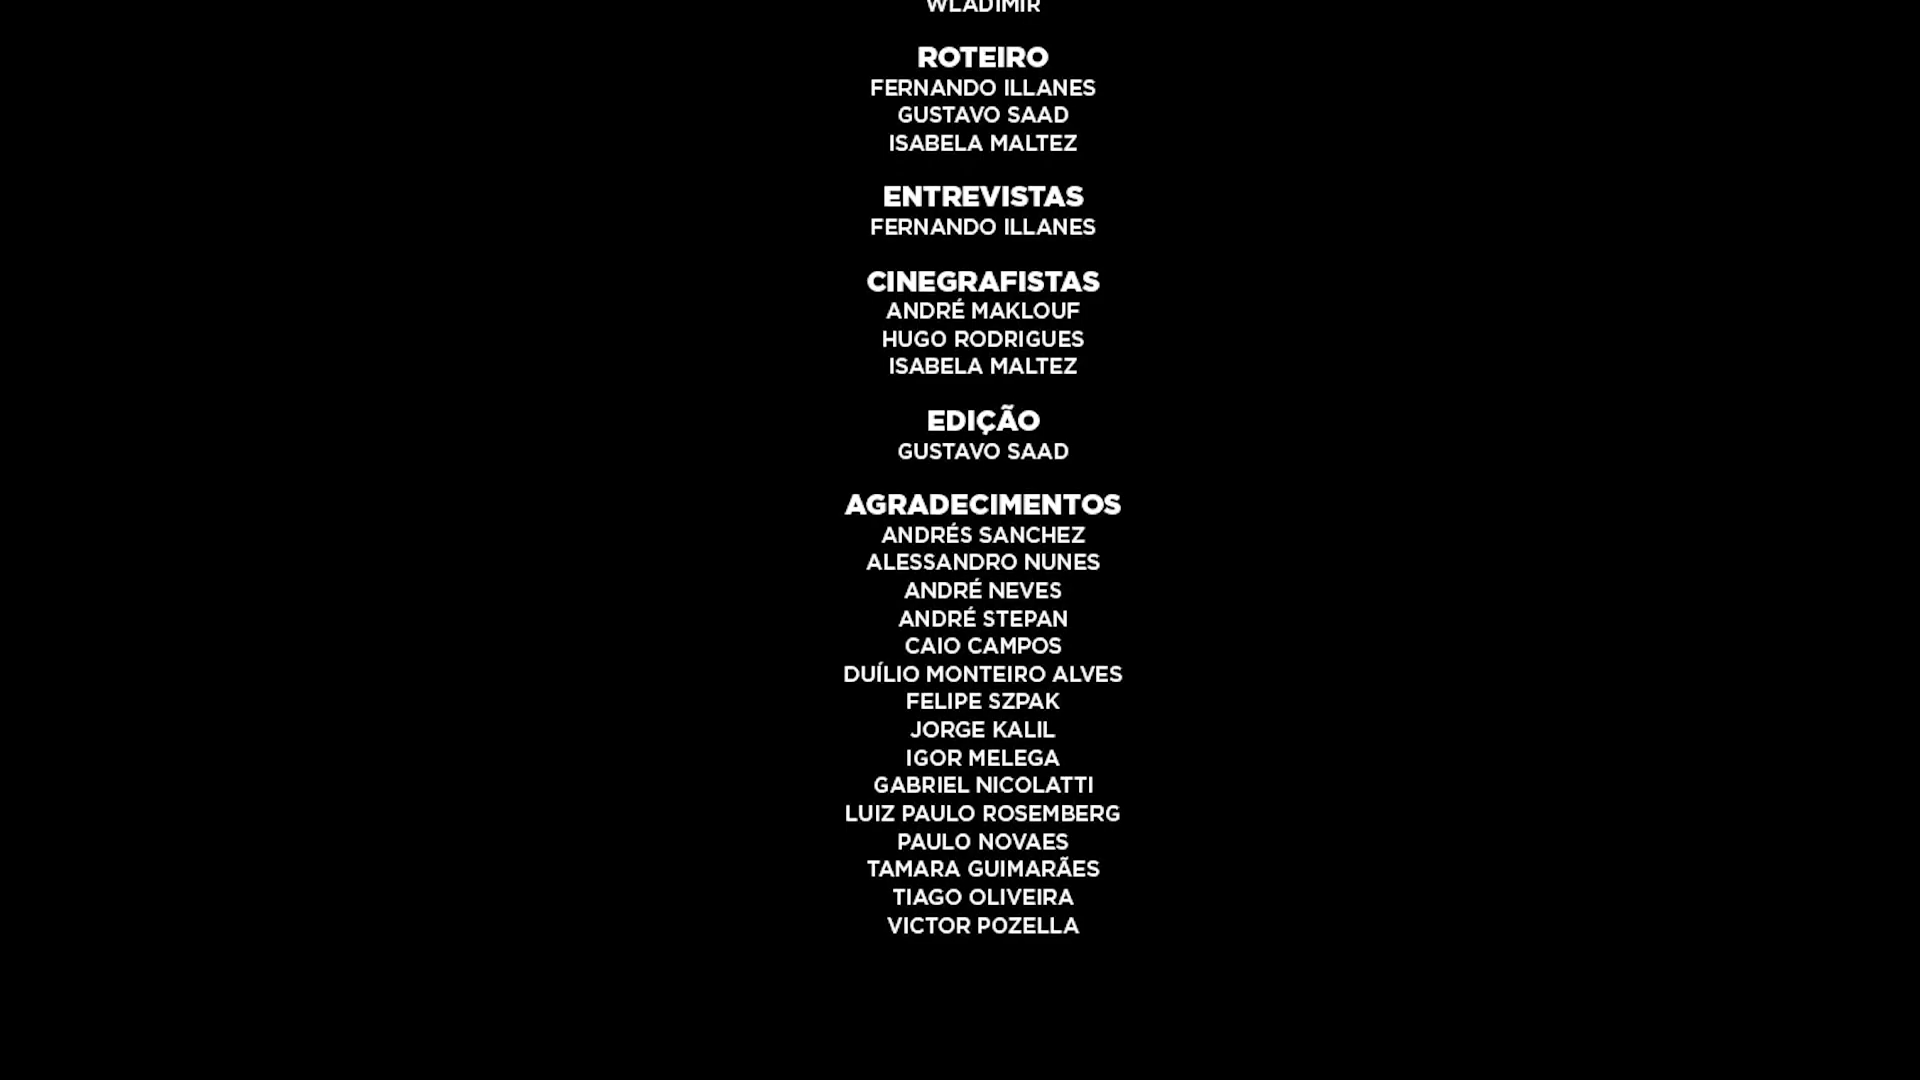 WLADIMIR
ROTEIRO
FERNANDO ILLANES
GUSTAVO SAAD
ISABELA MALTEZ
ENTREVISTAS
FERNANDO ILLANES
CINEGRAFISTAS
ANDRÉ MAKLOUF
HUGO RODRIGUES
ISABELA MALTEZ
EDIÇÃO
GUSTAVO SAAD
AGRADECIMENTOS
ANDRÉS SANCHEZ
ALESSANDRO NUNES
ANDRÉ NEVES
ANDRÉ STEPAN
CAIO CAMPOS
DUÍLIO MONTEIRO ALVES
FELIPE SZPAK
JORGE KALIL
IGOR MELEGA
GABRIEL NICOLATTI
LUIZ PAULO ROSEMBERG
PAULO NOVAES
TAMARA GUIMARÃES
TIAGO OLIVEIRA
VICTOR POZELLA